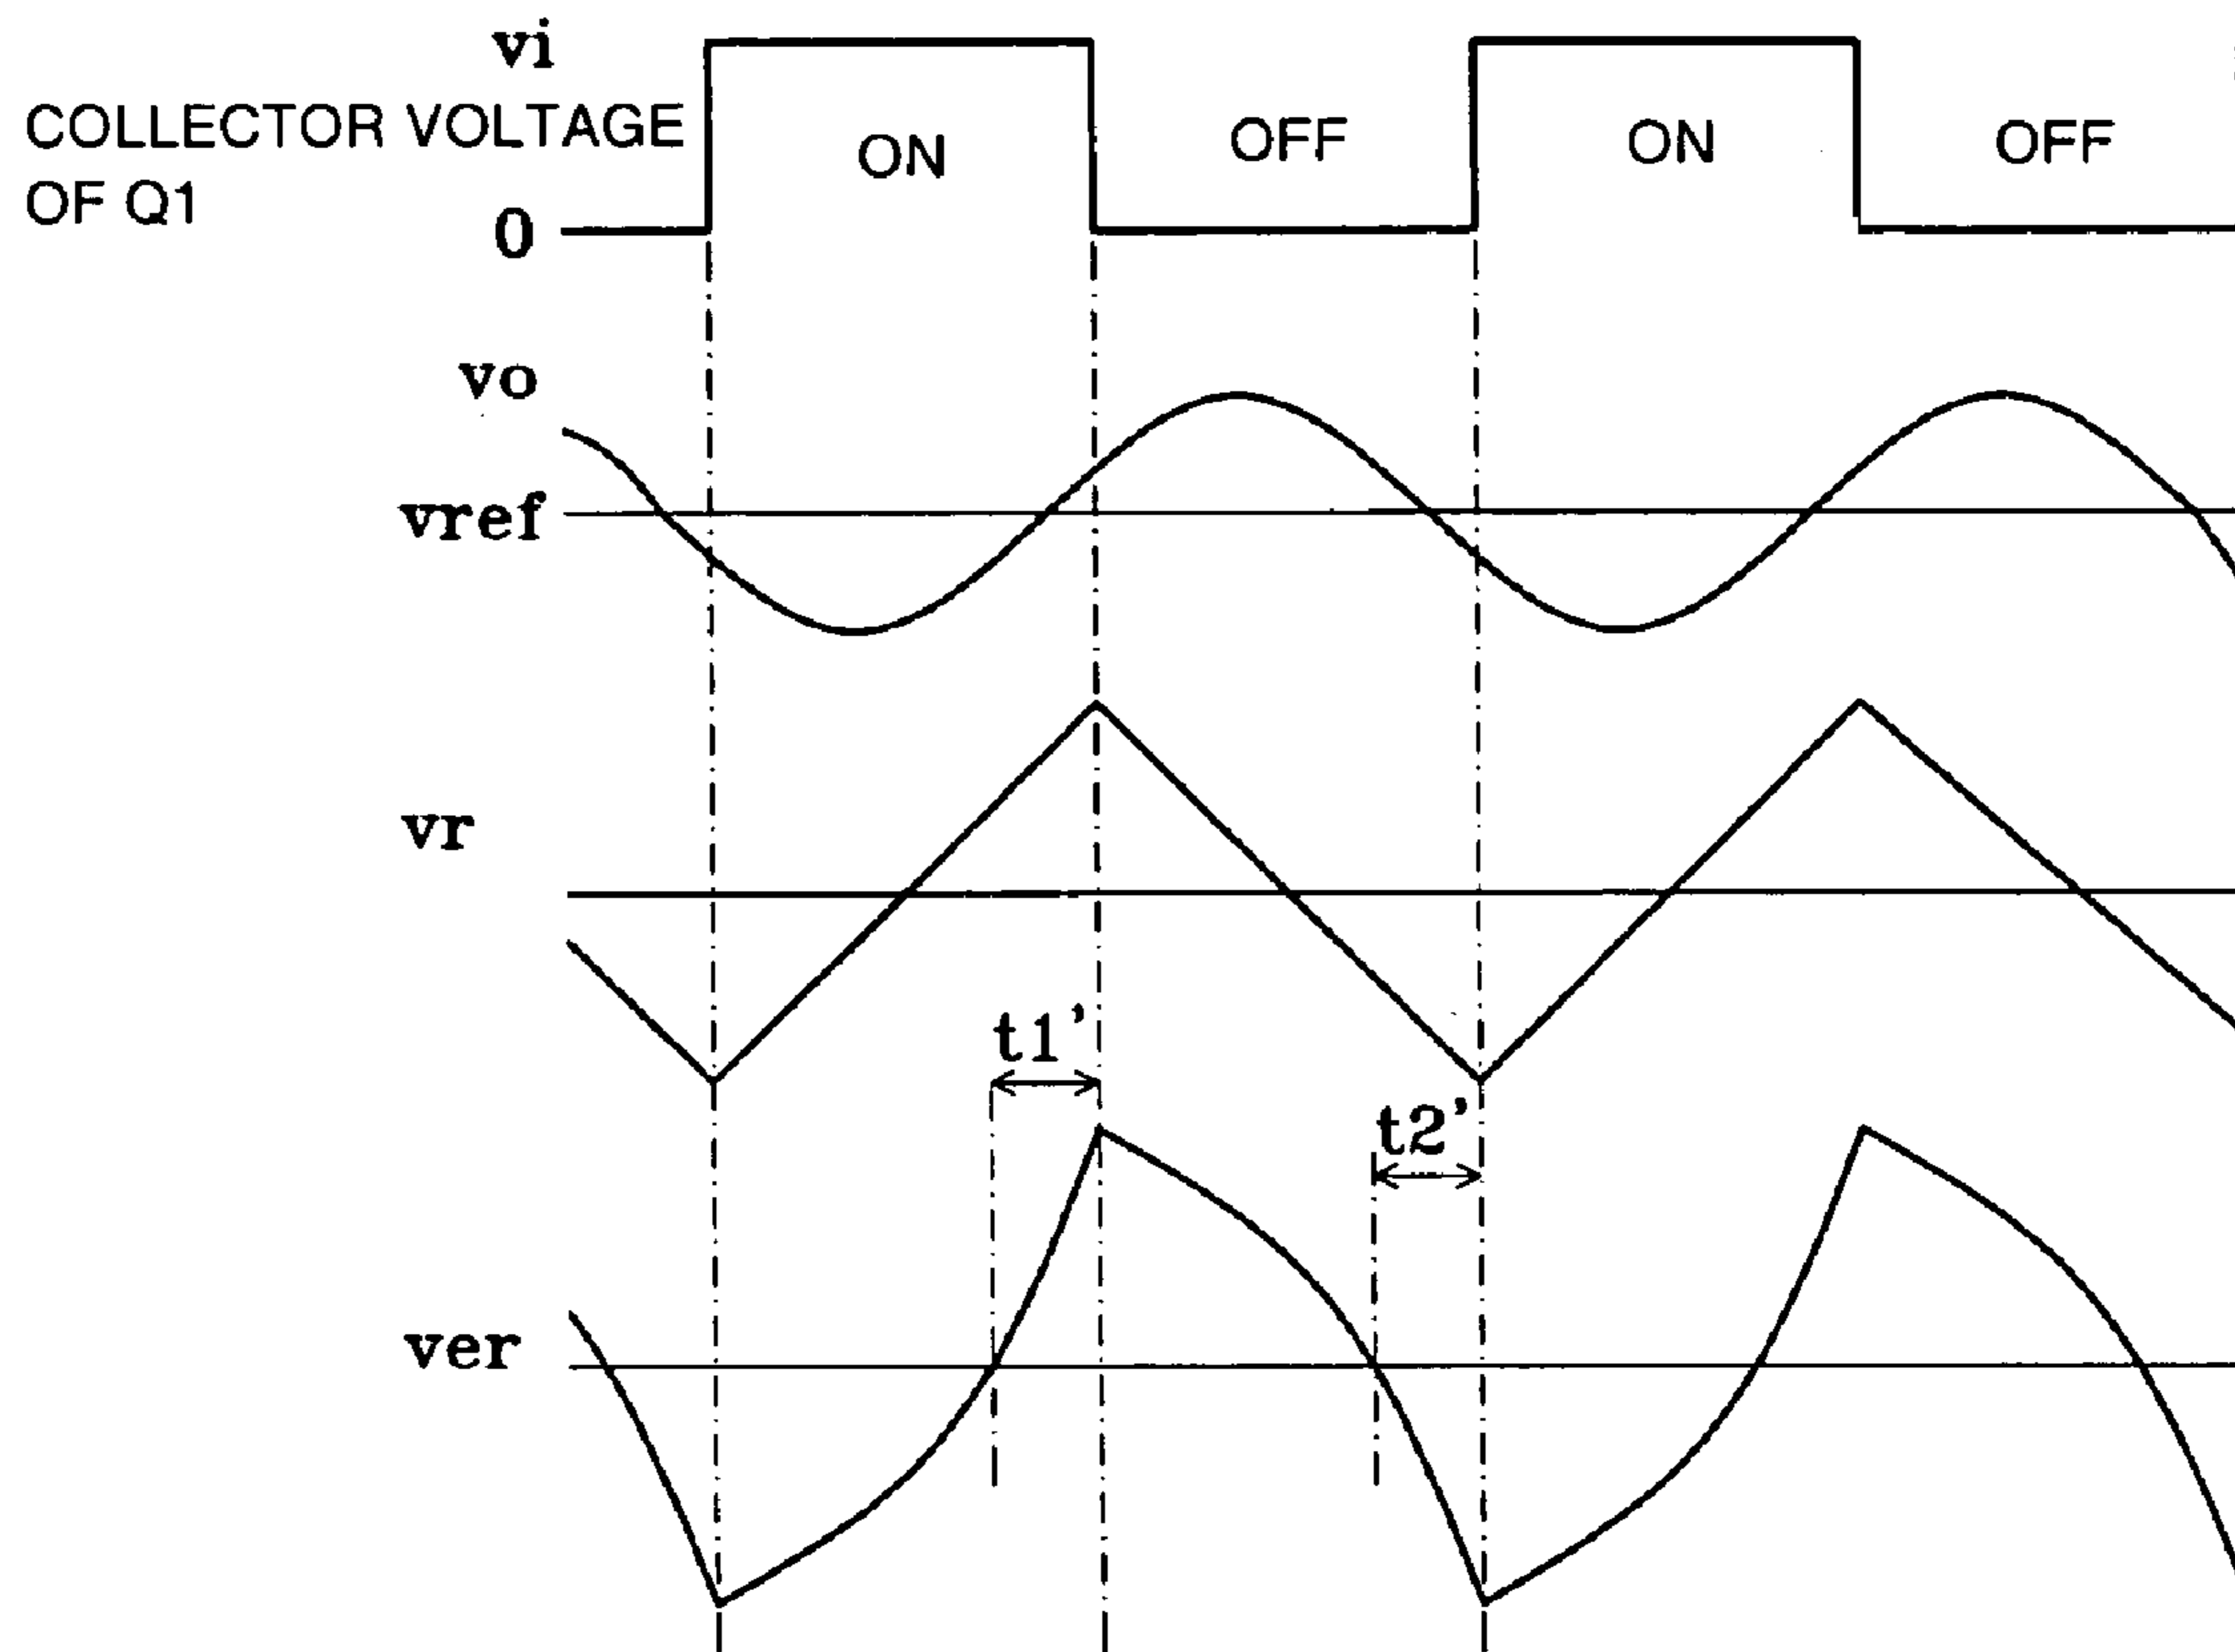 vi
COLLECTOR VOLTAGE
OF Q1
0
ON
OFF
ON
OFF
vo
vref
vr
t1'
t2'
ver